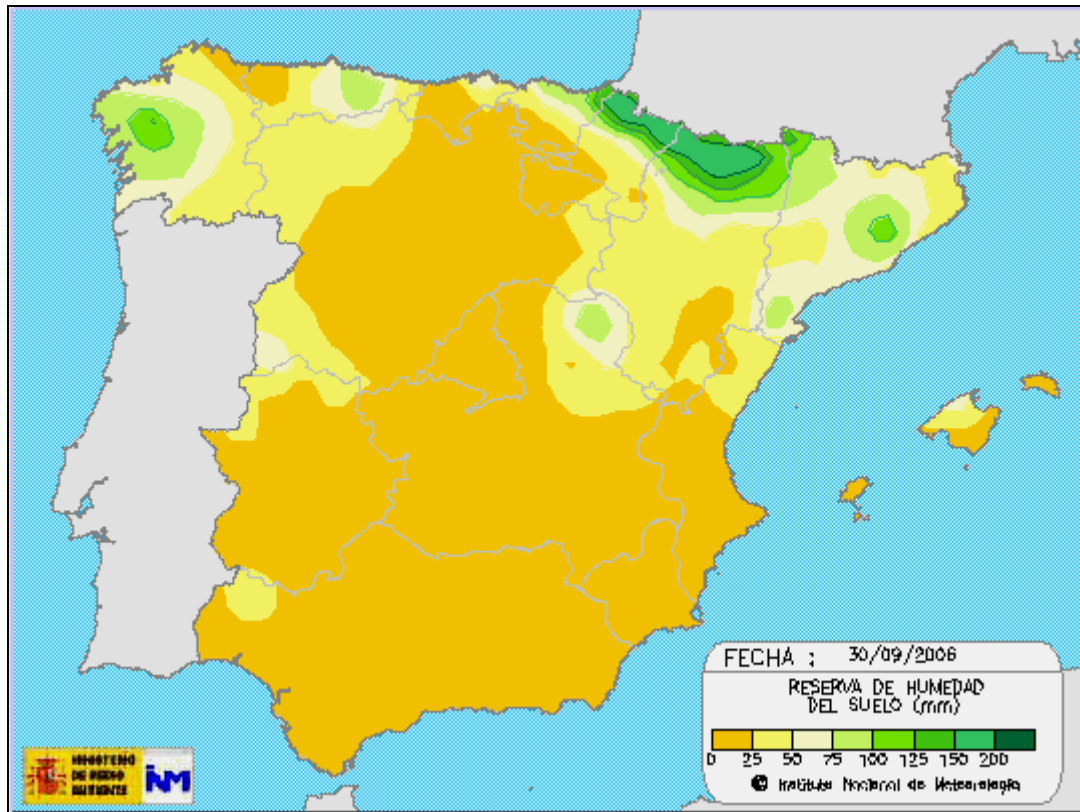 FECHA : 30/09/2006
RESERVA DE HUMEDAD
DEL SUELO (mm)
0 25 50 75 100 125 150 200
© Instituto Nacional de Meteorología
MINISTERIO
DE MEDIO
AMBIENTE
INM